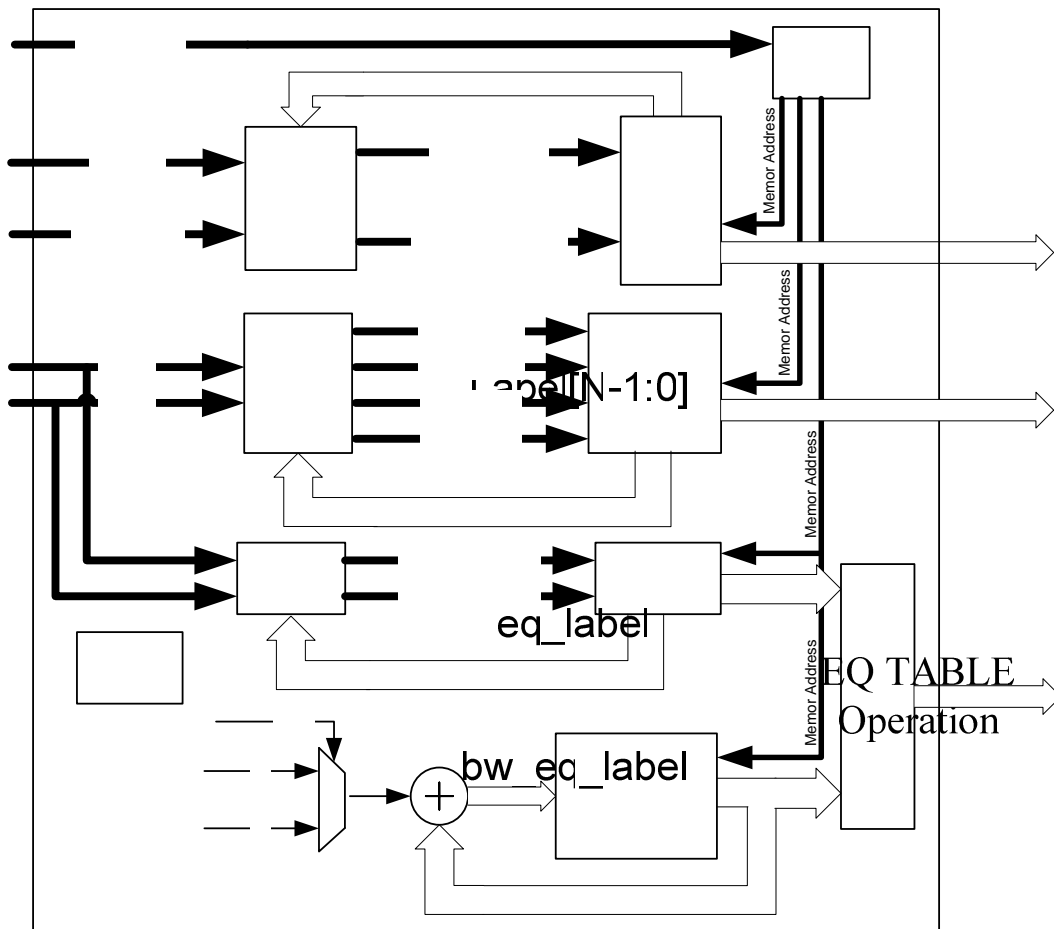 Memor Address
Memor Address
Label[N-1:0]
Memor Address
eq_label
Memor Address
EQ TABLE
Operation
bw_eq_label